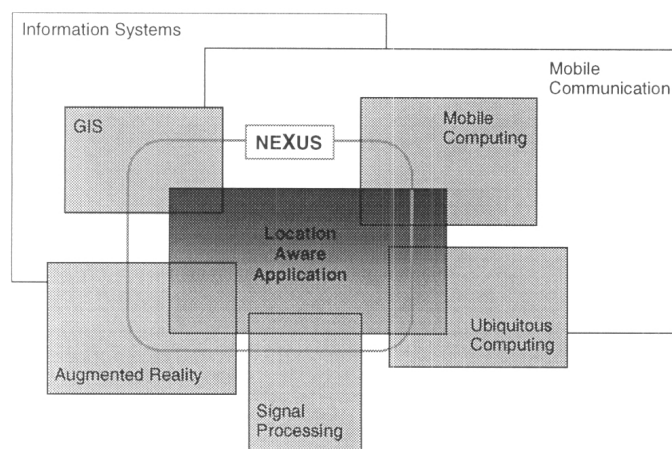 Information Systems
Mobile
Communication
GIS
NEXUS
Mobile
Computing
Location
Aware
Application
Ubiquitous
Computing
Augmented Reality
Signal
Processing